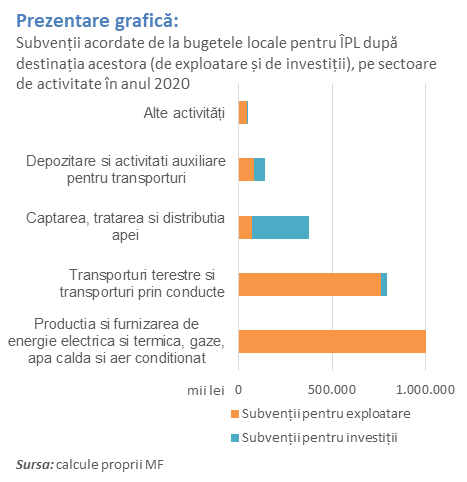 Prezentare grafică:
Subvenții acordate de la bugetele locale pentru ÎPL după
destinația acestora (de exploatare și de investiții), pe sectoare
de activitate în anul 2020
Alte activități
Depozitare si activitati auxiliare
pentru transporturi
Captarea, tratarea si distributia
apei
Transporturi terestre si
transporturi prin conducte
Productia si furnizarea de
energie electrica si termica, gaze,
apa calda si aer conditionat
mii lei
0
500.000
1.000.000
Subvenții pentru exploatare
Subvenții pentru investiții
Sursa: calcule proprii MF